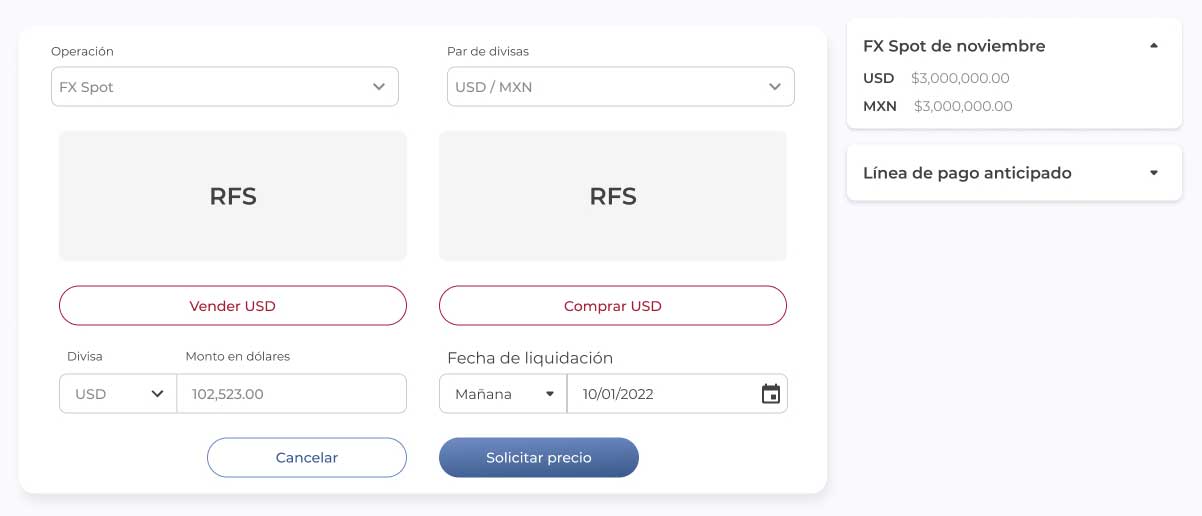 Operación
FX Spot
Par de divisas
USD / MXN
RFS
RFS
Vender USD
Comprar USD
Divisa
USD
Monto en dólares
102,523.00
Fecha de liquidación
Mañana
10/01/2022
Cancelar
Solicitar precio
FX Spot de noviembre
USD $3,000,000.00
MXN $3,000,000.00
Línea de pago anticipado